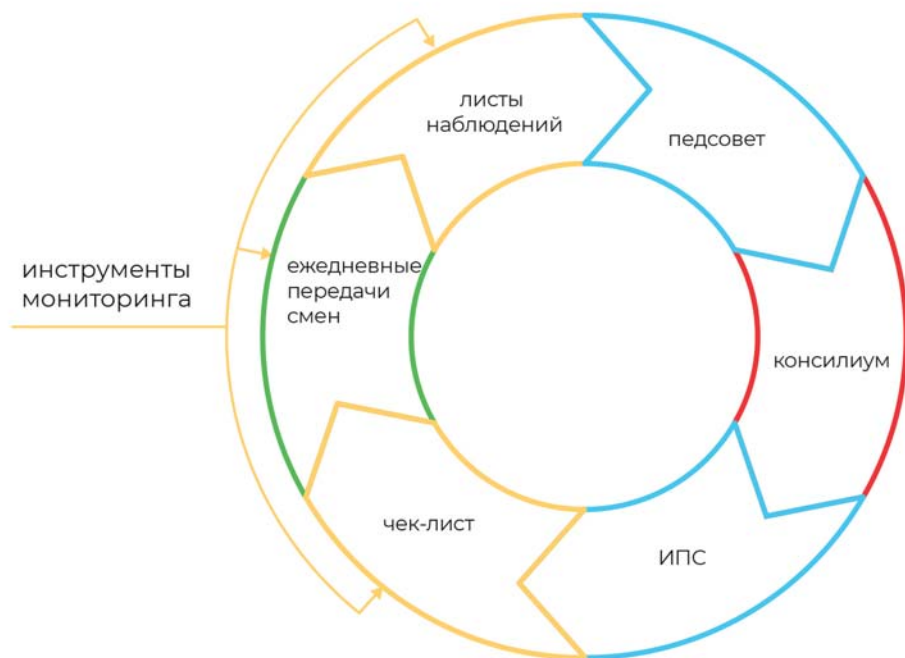 листы
наблюдений
педсовет
инструменты
мониторинга
ежедневные
передачи
смен
консилиум
чек-лист
ИПС